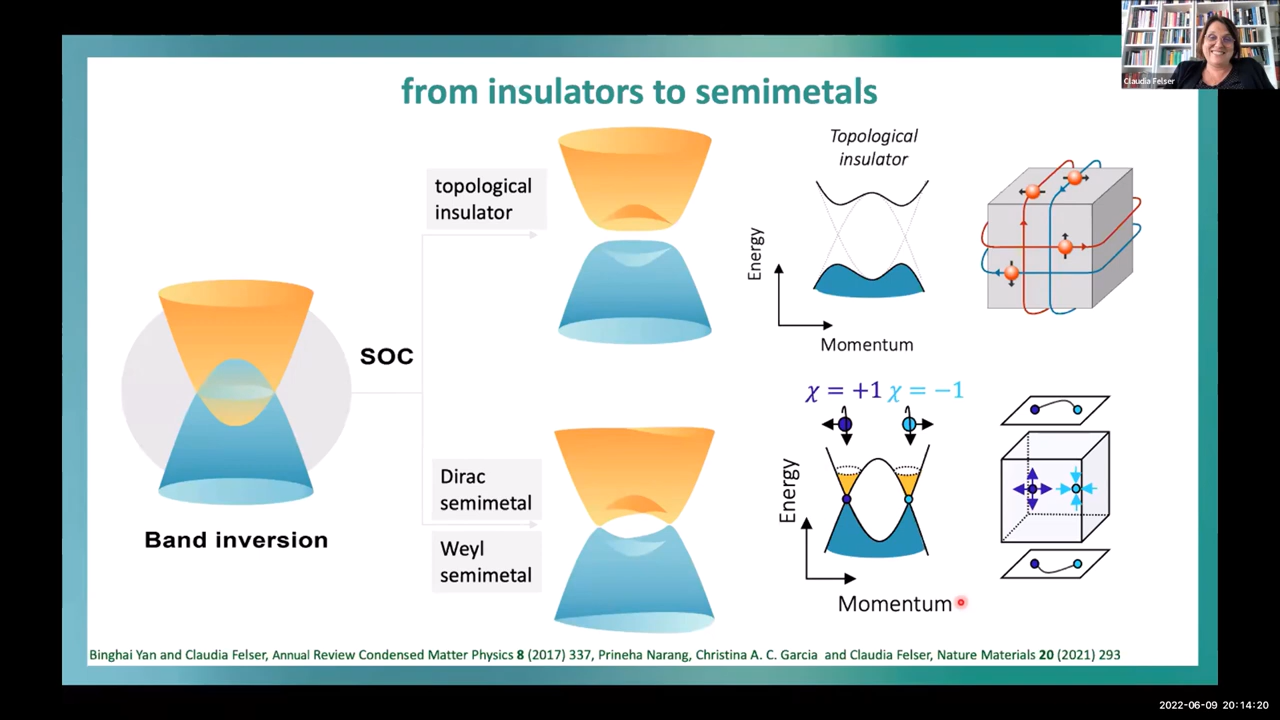 Claudia Felser
from insulators to semimetals
topological
insulator
Topological
insulator
Energy
Momentum
SOC
Band inversion
χ = +1 χ = −1
Dirac
semimetal
Weyl
semimetal
Energy
Momentum
Binghai Yan and Claudia Felser, Annual Review Condensed Matter Physics 8 (2017) 337, Prineha Narang, Christina A. C. Garcia and Claudia Felser, Nature Materials 20 (2021) 293
2022-06-09 20:14:20